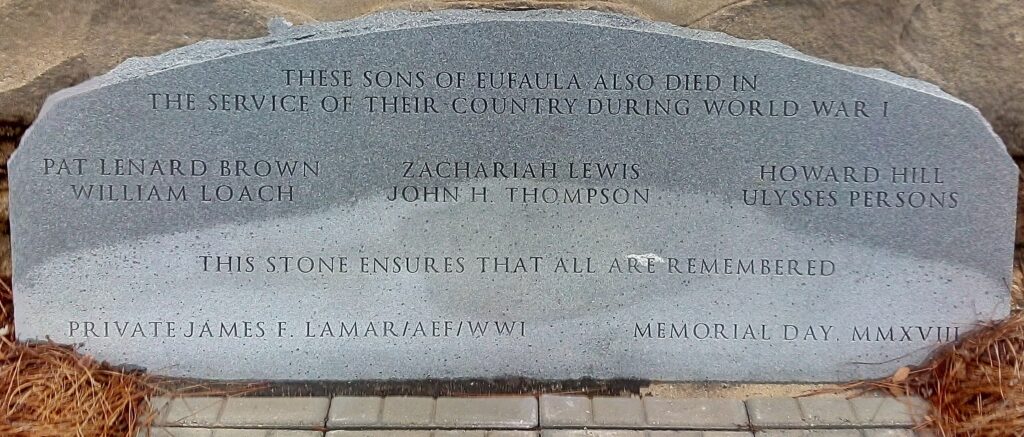 THESE SONS OF EUFAULA ALSO DIED IN
THE SERVICE OF THEIR COUNTRY DURING WORLD WAR I
PAT LENARD BROWN ZACHARIAH LEWIS HOWARD HILL
WILLIAM LOACH JOHN H. THOMPSON ULYSSES PERSONS
THIS STONE ENSURES THAT ALL ARE REMEMBERED
PRIVATE JAMES F. LAMAR/AEF/WWI MEMORIAL DAY, MMXVIII